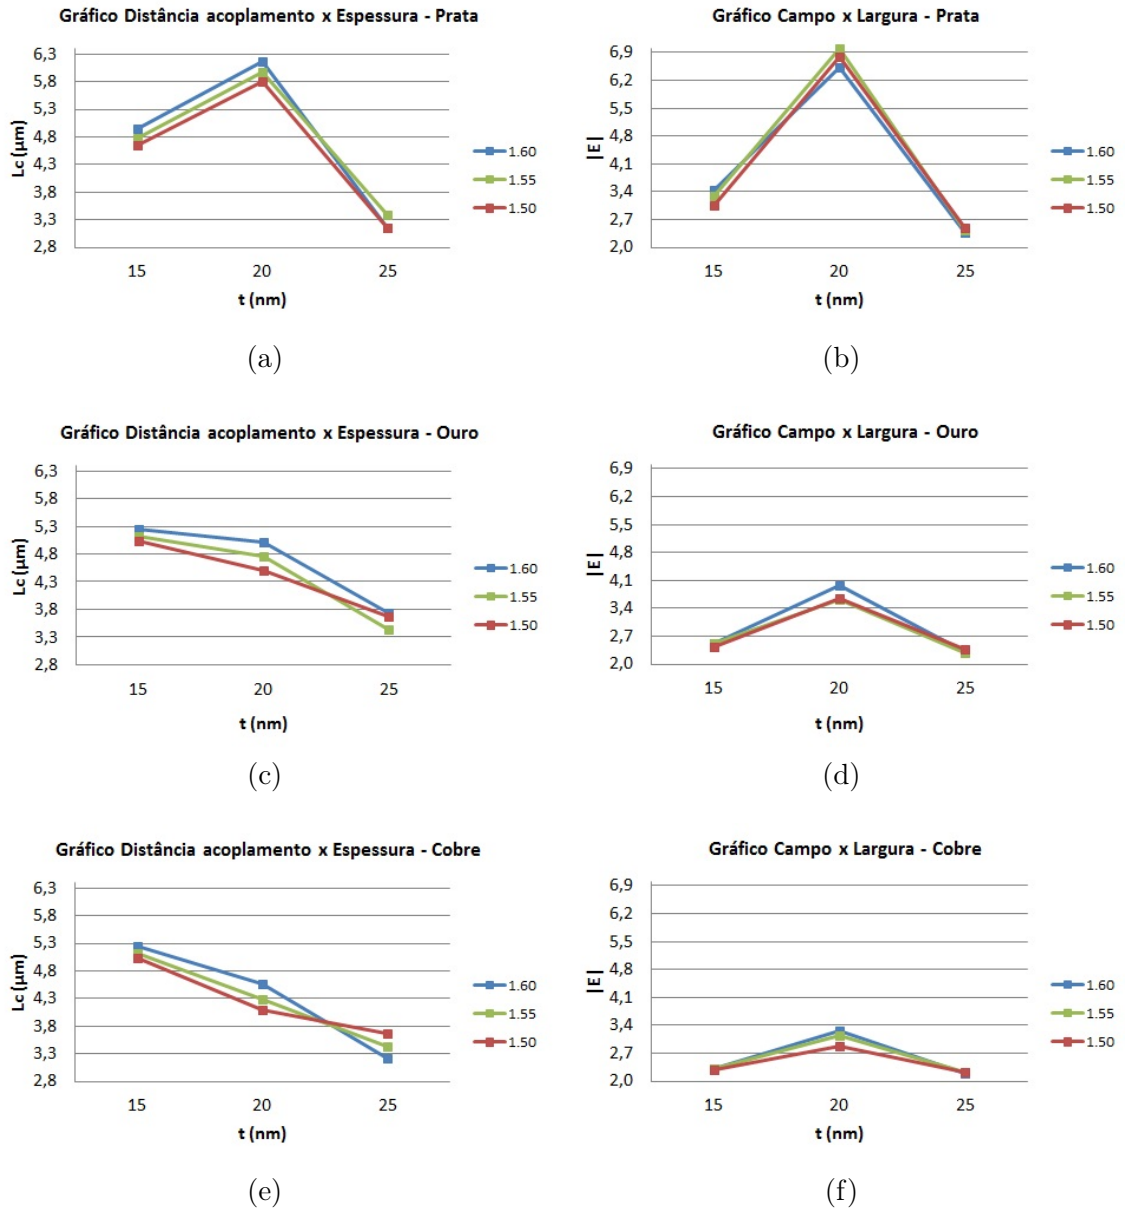 Gráfico Distância acoplamento x Espessura - Prata
Lc (µm)
6,3
5,8
5,3
4,8
4,3
3,8
3,3
2,8
15 20 25
t (nm)
1.60
1.55
1.50
(a)
Gráfico Campo x Largura - Prata
|E|
6,9
6,2
5,5
4,8
4,1
3,4
2,7
2,0
15 20 25
t (nm)
1.60
1.55
1.50
(b)
Gráfico Distância acoplamento x Espessura - Ouro
Lc (µm)
6,3
5,8
5,3
4,8
4,3
3,8
3,3
2,8
15 20 25
t (nm)
1.60
1.55
1.50
(c)
Gráfico Campo x Largura - Ouro
|E|
6,9
6,2
5,5
4,8
4,1
3,4
2,7
2,0
15 20 25
t (nm)
1.60
1.55
1.50
(d)
Gráfico Distância acoplamento x Espessura - Cobre
Lc (µm)
6,3
5,8
5,3
4,8
4,3
3,8
3,3
2,8
15 20 25
t (nm)
1.60
1.55
1.50
(e)
Gráfico Campo x Largura - Cobre
|E|
6,9
6,2
5,5
4,8
4,1
3,4
2,7
2,0
15 20 25
t (nm)
1.60
1.55
1.50
(f)